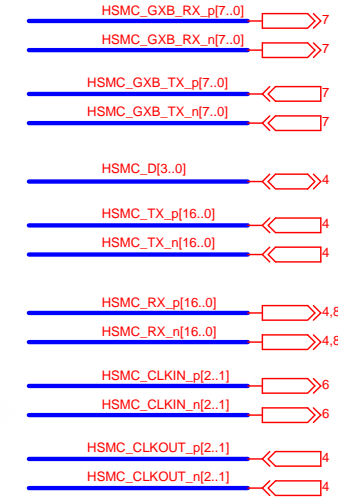 HSMC_GXB_RX_p[7..0] 7
HSMC_GXB_RX_n[7..0] 7
HSMC_GXB_TX_p[7..0] 7
HSMC_GXB_TX_n[7..0] 7
HSMC_D[3..0] 4
HSMC_TX_p[16..0] 4
HSMC_TX_n[16..0] 4
HSMC_RX_p[16..0] 4,8
HSMC_RX_n[16..0] 4,8
HSMC_CLKIN_p[2..1] 6
HSMC_CLKIN_n[2..1] 6
HSMC_CLKOUT_p[2..1] 4
HSMC_CLKOUT_n[2..1] 4